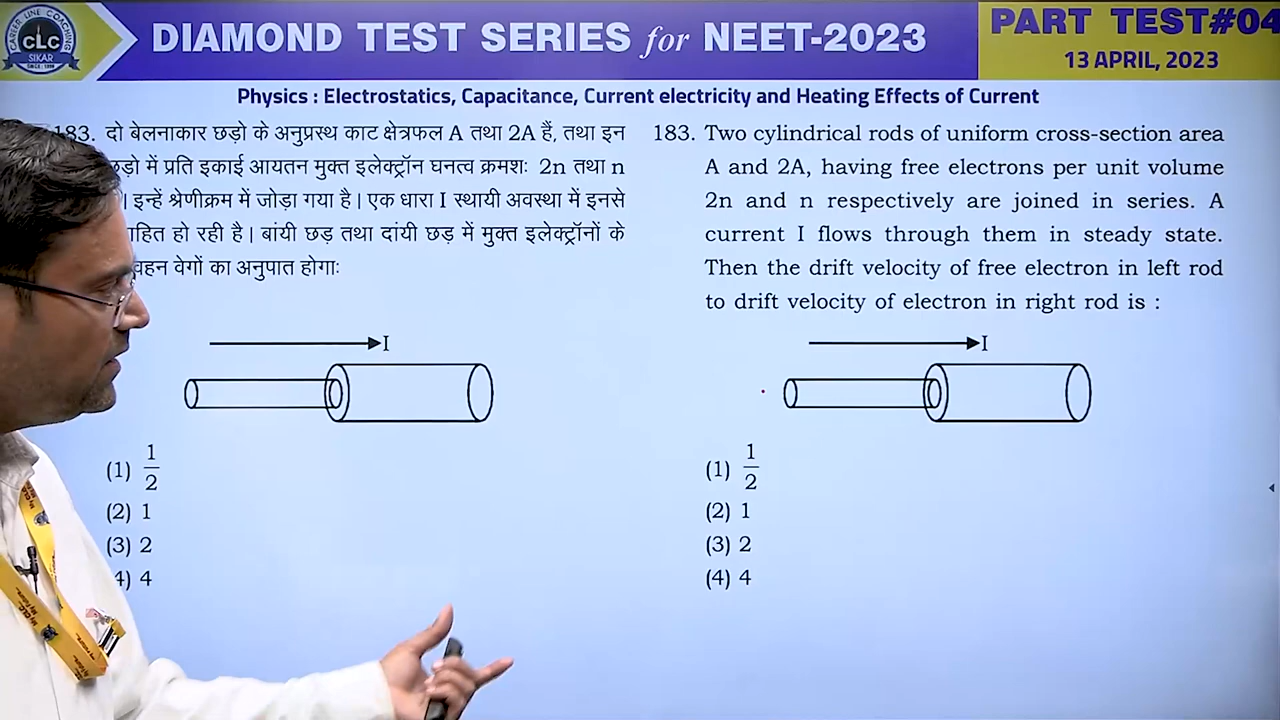 CAREER LINE COACHING
CLC
SIKAR
SINCE : 1996
DIAMOND TEST SERIES for NEET-2023
PART TEST#04
13 APRIL, 2023
Physics : Electrostatics, Capacitance, Current electricity and Heating Effects of Current
183. दो बेलनाकार छड़ो के अनुप्रस्थ काट क्षेत्रफल A तथा 2A हैं, तथा इन
छड़ो में प्रति इकाई आयतन मुक्त इलेक्ट्रॉन घनत्व क्रमशः 2n तथा n
। इन्हें श्रेणीक्रम में जोड़ा गया है। एक धारा I स्थायी अवस्था में इनसे
हो रही है। बांयी छड़ तथा दांयी छड़ में मुक्त इलेक्ट्रॉनों के
वहन वेगों का अनुपात होगाः
I
(1) 1/2
(2) 1
(3) 2
4) 4
183. Two cylindrical rods of uniform cross-section area
A and 2A, having free electrons per unit volume
2n and n respectively are joined in series. A
current I flows through them in steady state.
Then the drift velocity of free electron in left rod
to drift velocity of electron in right rod is :
I
(1) 1/2
(2) 1
(3) 2
(4) 4